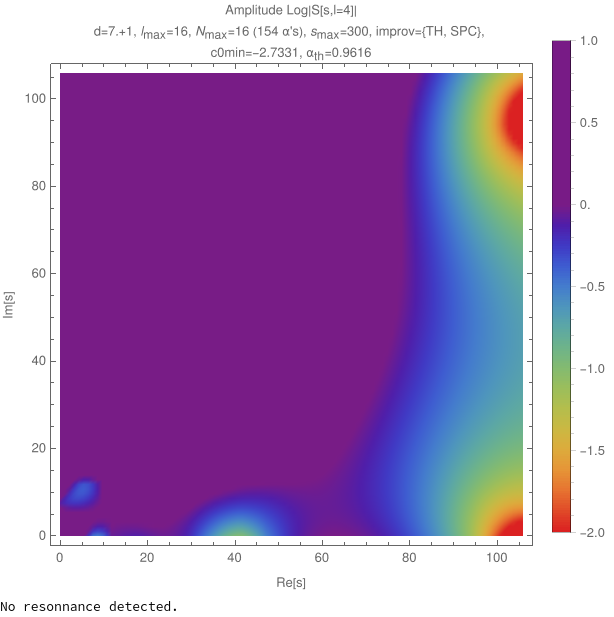 Amplitude Log|S[s,l=4]|
d=7.+1, lmax=16, Nmax=16 (154 α's), smax=300, improv={TH, SPC},
c0min=−2.7331, αth=0.9616
1.0
100
0.5
80
0.
60
−0.5
Im[s]
40
−1.0
20
−1.5
0
−2.0
0 20 40 60 80 100
Re[s]
No resonnance detected.